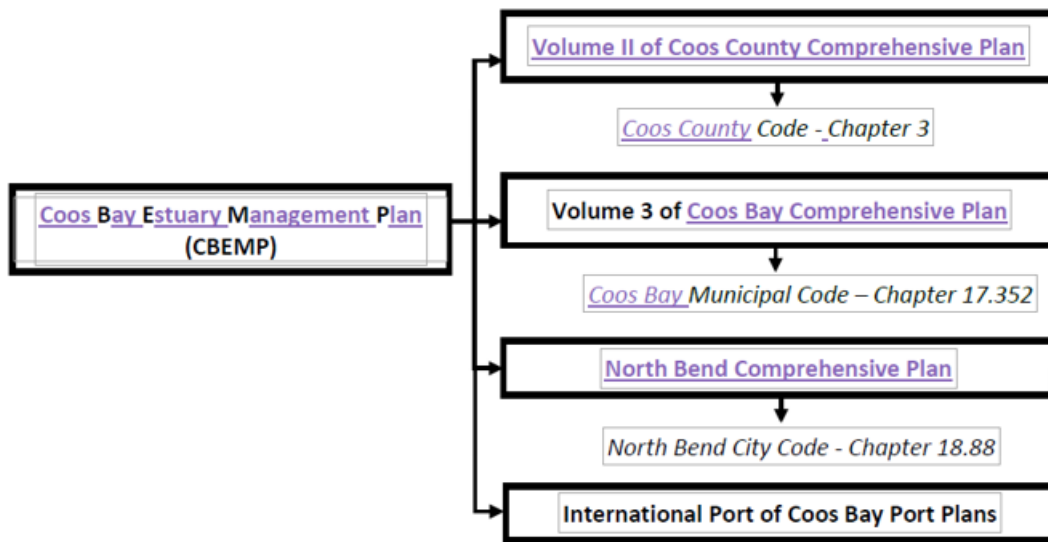 Volume II of Coos County Comprehensive Plan
Coos County Code - Chapter 3
Coos Bay Estuary Management Plan
(CBEMP)
Volume 3 of Coos Bay Comprehensive Plan
Coos Bay Municipal Code – Chapter 17.352
North Bend Comprehensive Plan
North Bend City Code - Chapter 18.88
International Port of Coos Bay Port Plans